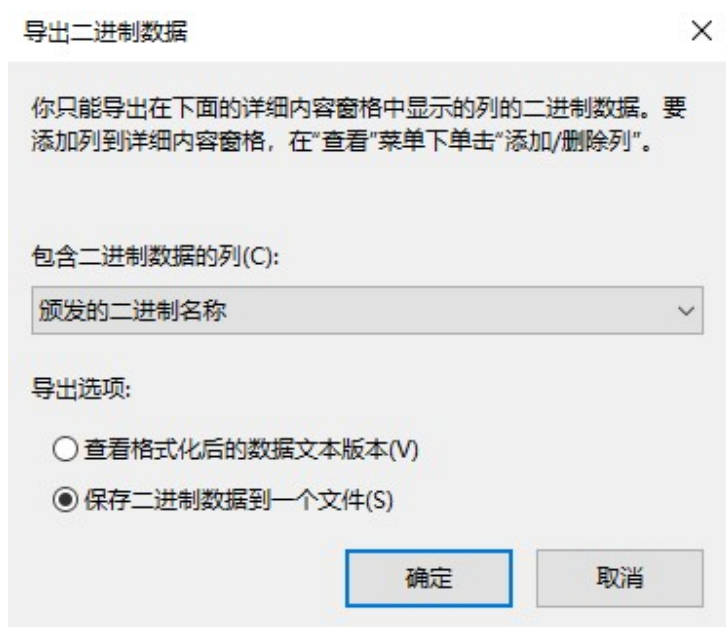 导出二进制数据
你只能导出在下面的详细内容窗格中显示的列的二进制数据。要
添加列到详细内容窗格，在“查看”菜单下单击“添加/删除列”。
包含二进制数据的列(C):
颁发的二进制名称
导出选项:
查看格式化后的数据文本版本(V)
保存二进制数据到一个文件(S)
确定
取消